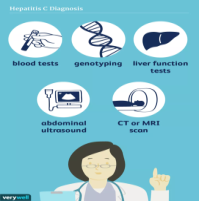 Hepatitis C Diagnosis
blood tests
genotyping
liver function
tests
abdominal
ultrasound
CT or MRI
scan
verywell